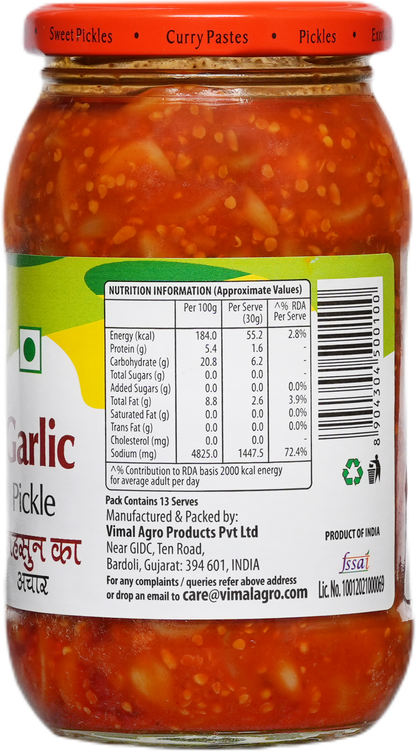 Sweet Pickles • Curry Pastes • Pickles •
NUTRITION INFORMATION (Approximate Values)
Per 100g Per Serve (30g) ^% RDA Per Serve
Energy (kcal) 184.0 55.2 2.8%
Protein (g) 5.4 1.6 -
Carbohydrate (g) 20.8 6.2 -
Total Sugars (g) 0.0 0.0 -
Added Sugars (g) 0.0 0.0 0.0%
Total Fat (g) 8.8 2.6 3.9%
Saturated Fat (g) 0.0 0.0 0.0%
Trans Fat (g) 0.0 0.0 0.0%
Cholesterol (mg) 0.0 0.0 -
Sodium (mg) 4825.0 1447.5 72.4%
^% Contribution to RDA basis 2000 kcal energy
for average adult per day
8 904304 500100
Garlic
Pickle
लहसुन का
अचार
Pack Contains 13 Serves
Manufactured & Packed by:
Vimal Agro Products Pvt Ltd
Near GIDC, Ten Road,
Bardoli, Gujarat: 394 601, INDIA
For any complaints / queries refer above address
or drop an email to care@vimalagro.com
PRODUCT OF INDIA
fssai
Lic. No. 10012021000069